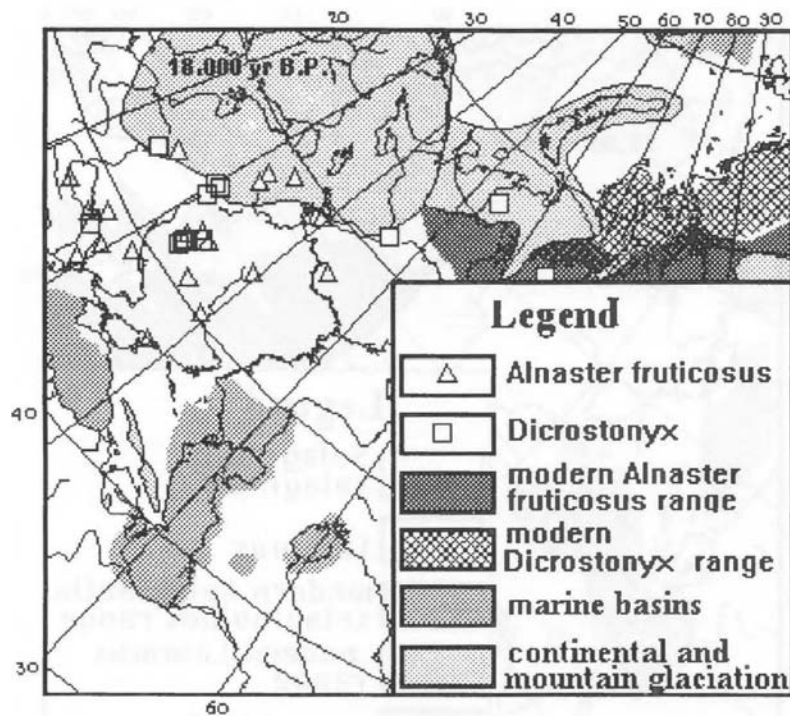 20 30 40 50 60 70 80 90
18.000 yr B.P.
Legend
Alnaster fruticosus
Dicrostonyx
modern Alnaster
fruticosus range
modern
Dicrostonyx range
marine basins
continental and
mountain glaciation
40
30
60